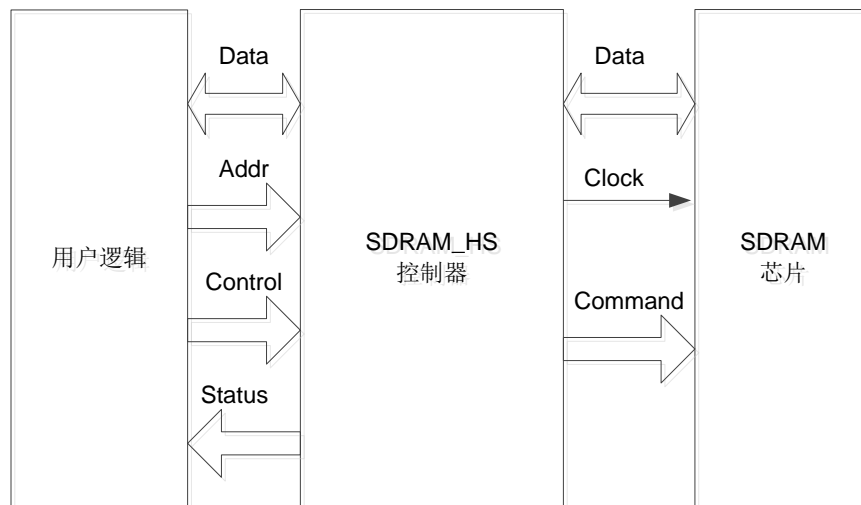 Data
Data
Addr
Clock
用户逻辑
SDRAM_HS
控制器
SDRAM
芯片
Control
Command
Status